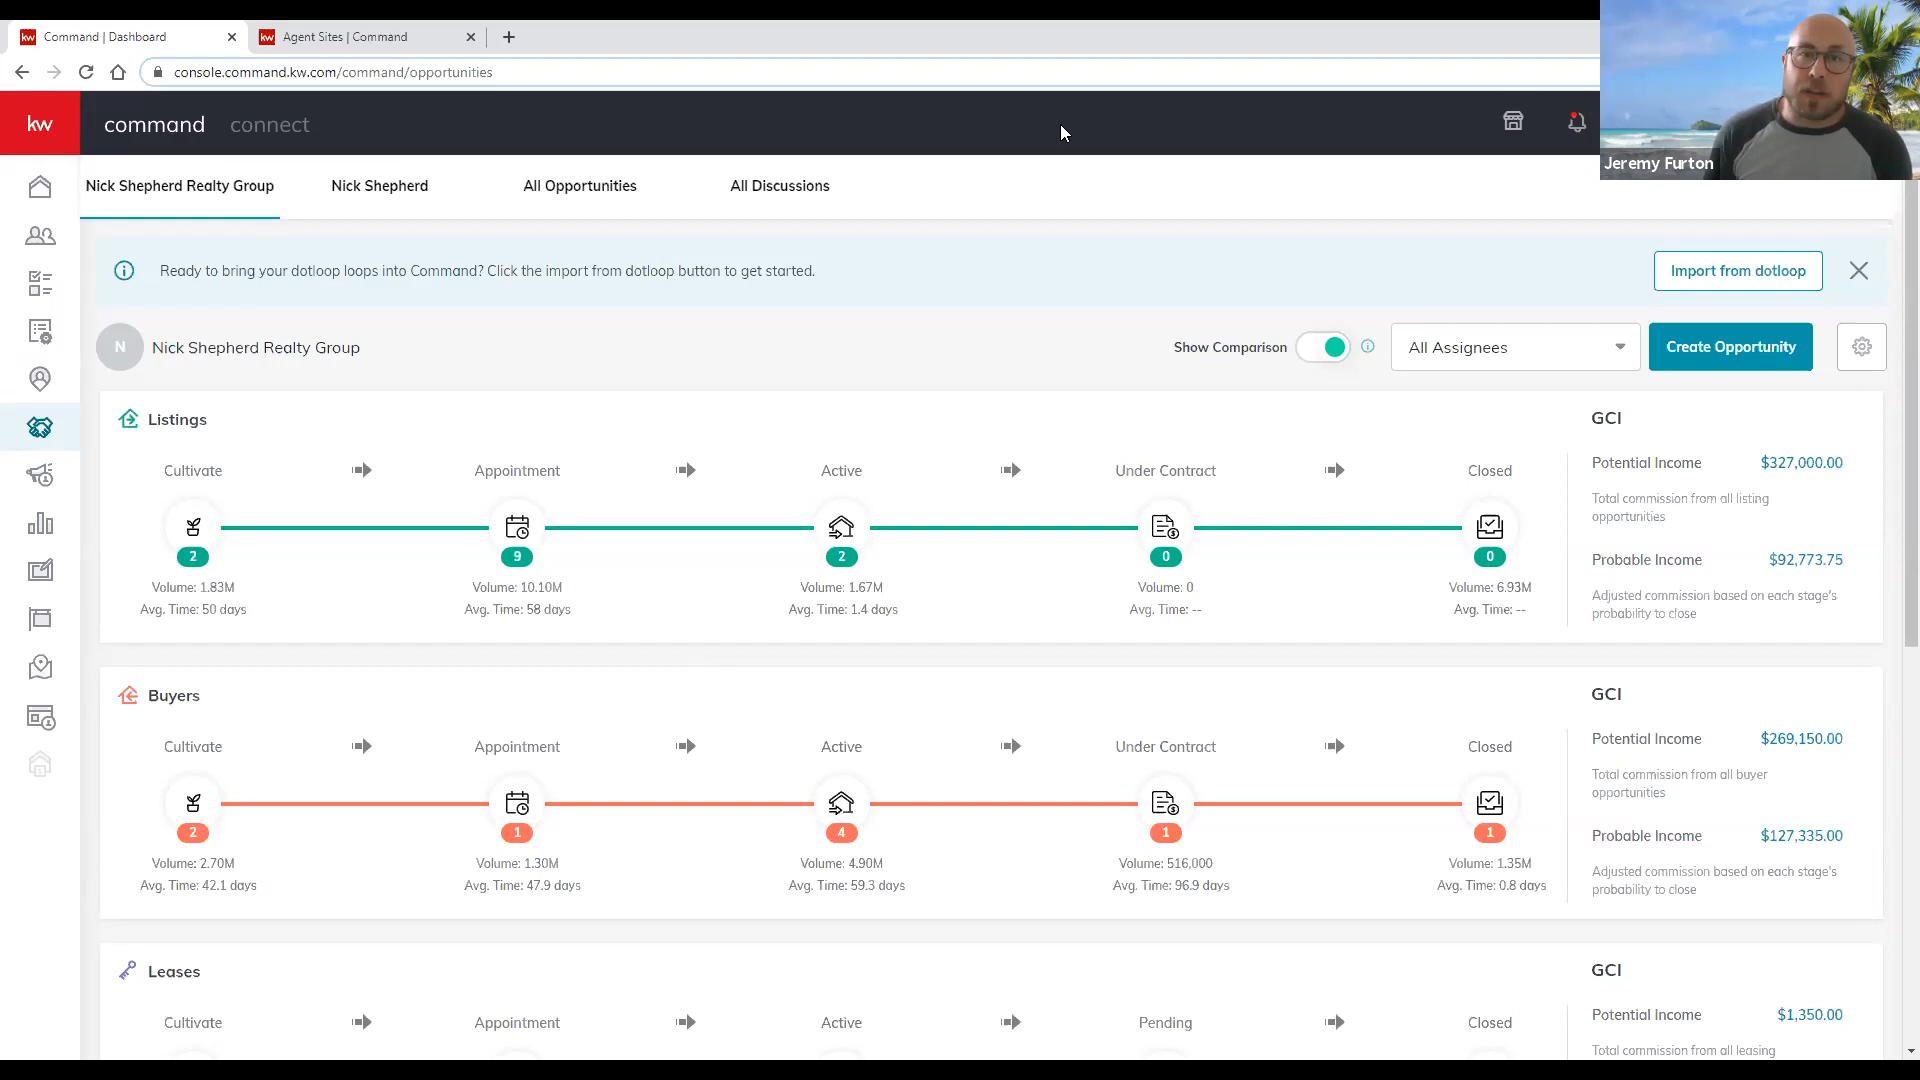 kw Command | Dashboard
kw Agent Sites | Command
console.command.kw.com/command/opportunities
kw command connect
Jeremy Furton
Nick Shepherd Realty Group Nick Shepherd All Opportunities All Discussions
Ready to bring your dotloop loops into Command? Click the import from dotloop button to get started.
Import from dotloop
N Nick Shepherd Realty Group
Show Comparison
All Assignees
Create Opportunity
Listings
Cultivate Appointment Active Under Contract Closed
2 9 2 0 0
Volume: 1.83M Volume: 10.10M Volume: 1.67M Volume: 0 Volume: 6.93M
Avg. Time: 50 days Avg. Time: 58 days Avg. Time: 1.4 days Avg. Time: -- Avg. Time: --
GCI
Potential Income $327,000.00
Total commission from all listing
opportunities
Probable Income $92,773.75
Adjusted commission based on each stage's
probability to close
Buyers
Cultivate Appointment Active Under Contract Closed
2 1 4 1 1
Volume: 2.70M Volume: 1.30M Volume: 4.90M Volume: 516,000 Volume: 1.35M
Avg. Time: 42.1 days Avg. Time: 47.9 days Avg. Time: 59.3 days Avg. Time: 96.9 days Avg. Time: 0.8 days
GCI
Potential Income $269,150.00
Total commission from all buyer
opportunities
Probable Income $127,335.00
Adjusted commission based on each stage's
probability to close
Leases
Cultivate Appointment Active Pending Closed
GCI
Potential Income $1,350.00
Total commission from all leasing